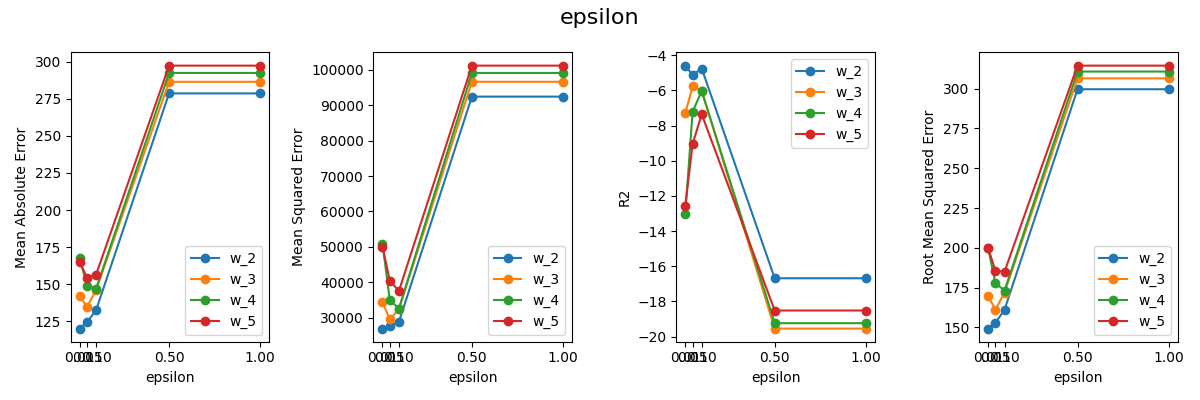 epsilon
Mean Absolute Error
300
275
250
225
200
175
150
125
0.50
1.00
epsilon
w_2
w_3
w_4
w_5
Mean Squared Error
100000
90000
80000
70000
60000
50000
40000
30000
0.50
1.00
epsilon
w_2
w_3
w_4
w_5
R2
−4
−6
−8
−10
−12
−14
−16
−18
−20
0.50
1.00
epsilon
w_2
w_3
w_4
w_5
Root Mean Squared Error
300
275
250
225
200
175
150
0.50
1.00
epsilon
w_2
w_3
w_4
w_5